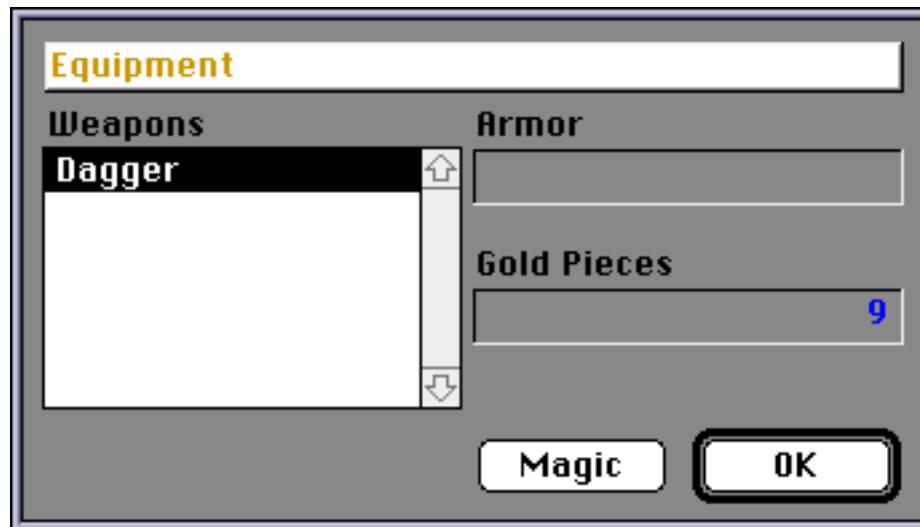 Equipment
Weapons
Dagger
Armor
Gold Pieces
9
Magic
OK